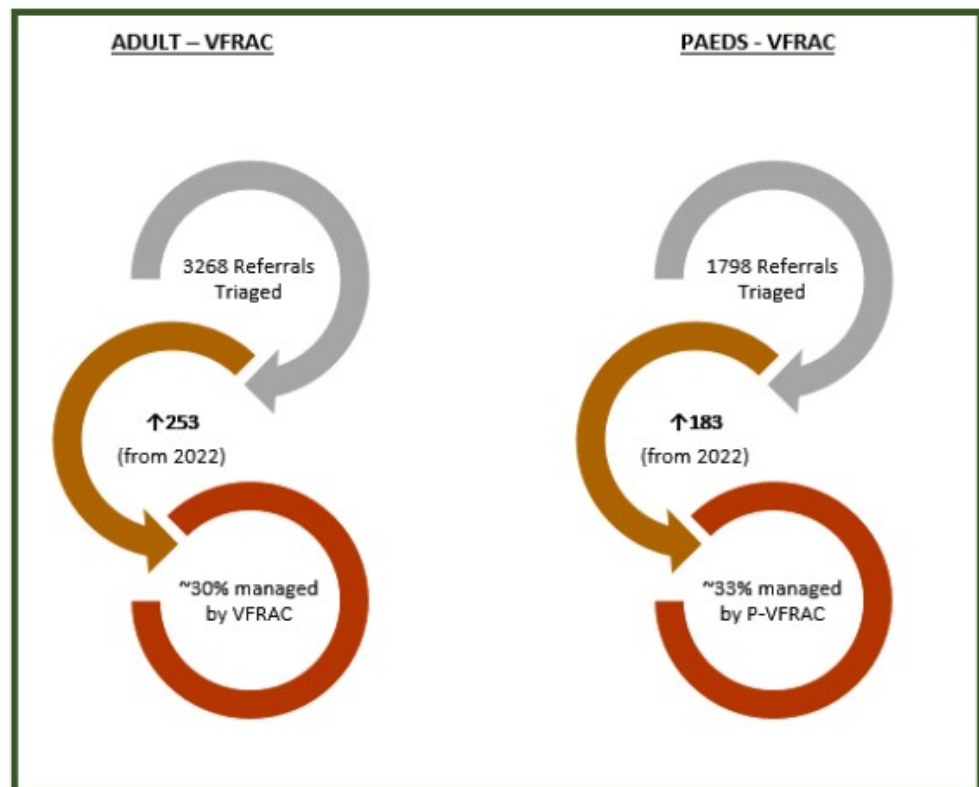 ADULT – VFRAC
3268 Referrals
Triaged
↑253
(from 2022)
~30% managed
by VFRAC
PAEDS - VFRAC
1798 Referrals
Triaged
↑183
(from 2022)
~33% managed
by P-VFRAC